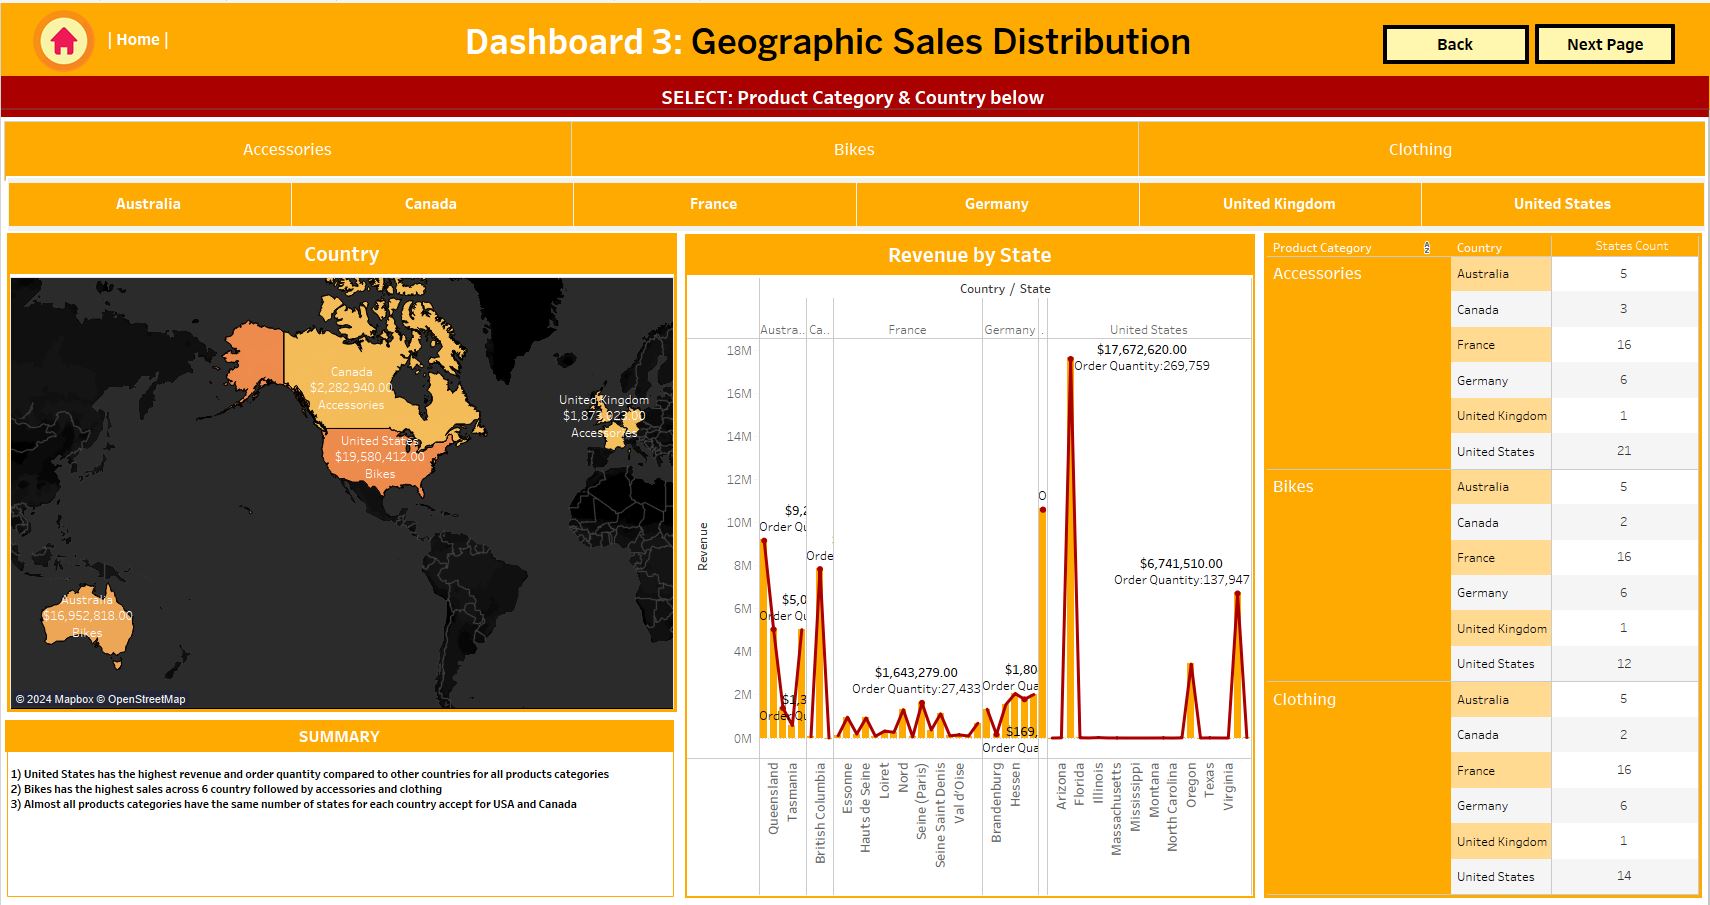 | Home |
Dashboard 3: Geographic Sales Distribution
Back
Next Page
SELECT: Product Category & Country below
Accessories
Bikes
Clothing
Australia
Canada
France
Germany
United Kingdom
United States
Country
Canada
$2,282,940.00
Accessories
United Kingdom
Accessories
United States
$19,580,412.00
Bikes
Australia
$16,952,818.00
Bikes
© 2024 Mapbox © OpenStreetMap
SUMMARY
1) United States has the highest revenue and order quantity compared to other countries for all products categories
2) Bikes has the highest sales across 6 country followed by accessories and clothing
3) Almost all products categories have the same number of states for each country accept for USA and Canada
Revenue by State
Country / State
Austra..
Ca..
France
Germany
..
United States
Revenue
18M
16M
14M
12M
10M
8M
6M
4M
2M
0M
$9,2
Order Qu
$5,0
Order Qu
$1,3
Order Qu
Orde
$1,643,279.00
Order Quantity:27,433
$1,80
Order Qua
$169,
Order Qua
O
$17,672,620.00
Order Quantity:269,759
$6,741,510.00
Order Quantity:137,947
Queensland
Tasmania
British Columbia
Essonne
Hauts de Seine
Loiret
Nord
Seine (Paris)
Seine Saint Denis
Val d'Oise
Brandenburg
Hessen
Arizona
Florida
Illinois
Massachusetts
Mississippi
Montana
North Carolina
Oregon
Texas
Virginia
Product Category Country States Count
Accessories Australia 5
Canada 3
France 16
Germany 6
United Kingdom 1
United States 21
Bikes Australia 5
Canada 2
France 16
Germany 6
United Kingdom 1
United States 12
Clothing Australia 5
Canada 2
France 16
Germany 6
United Kingdom 1
United States 14